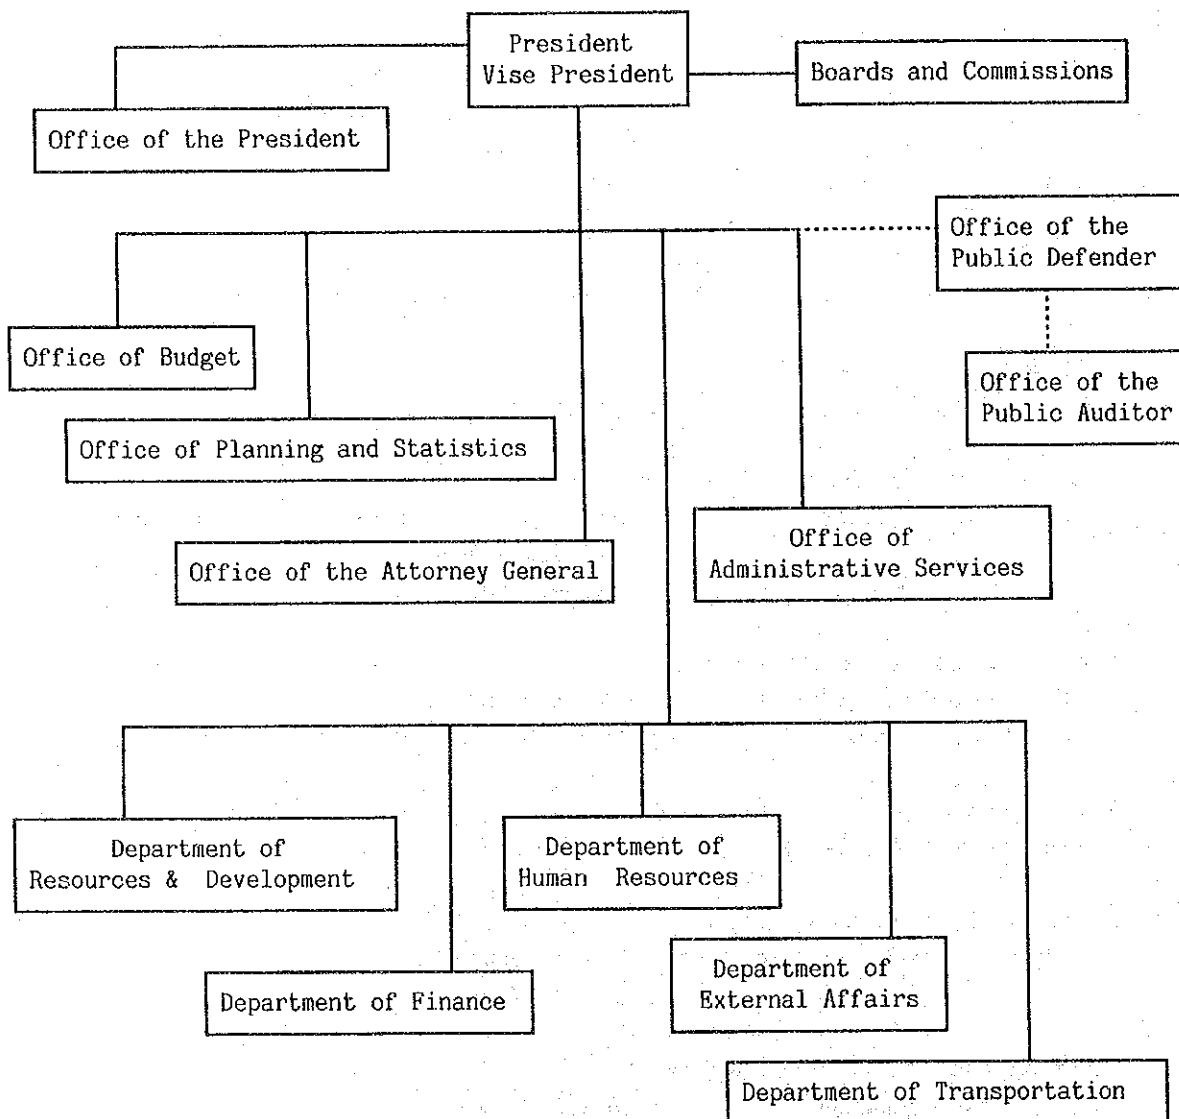 President
Vise President
Boards and Commissions
Office of the President
Office of the
Public Defender
Office of Budget
Office of the
Public Auditor
Office of Planning and Statistics
Office of
Administrative Services
Office of the Attorney General
Department of
Resources & Development
Department of
Human Resources
Department of
External Affairs
Department of Finance
Department of Transportation